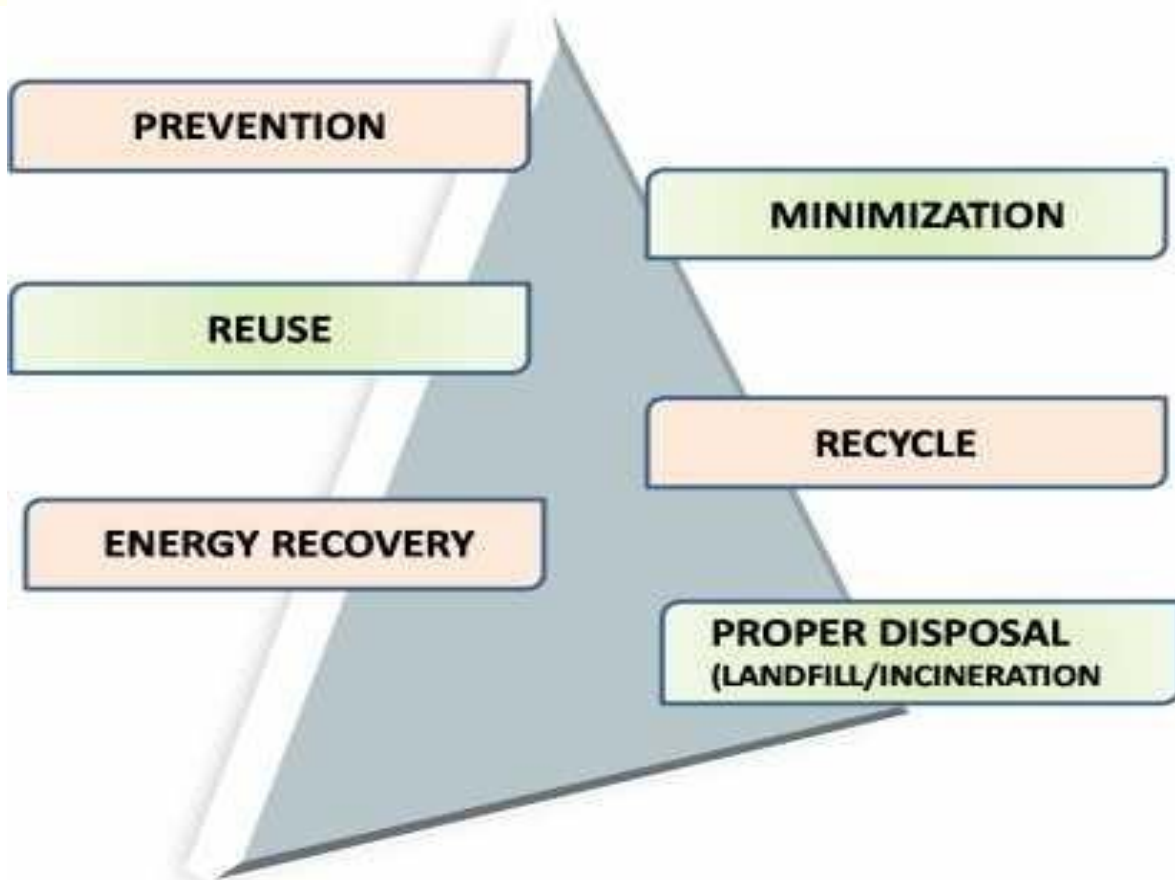 PREVENTION
MINIMIZATION
REUSE
RECYCLE
ENERGY RECOVERY
PROPER DISPOSAL
(LANDFILL/INCINERATION